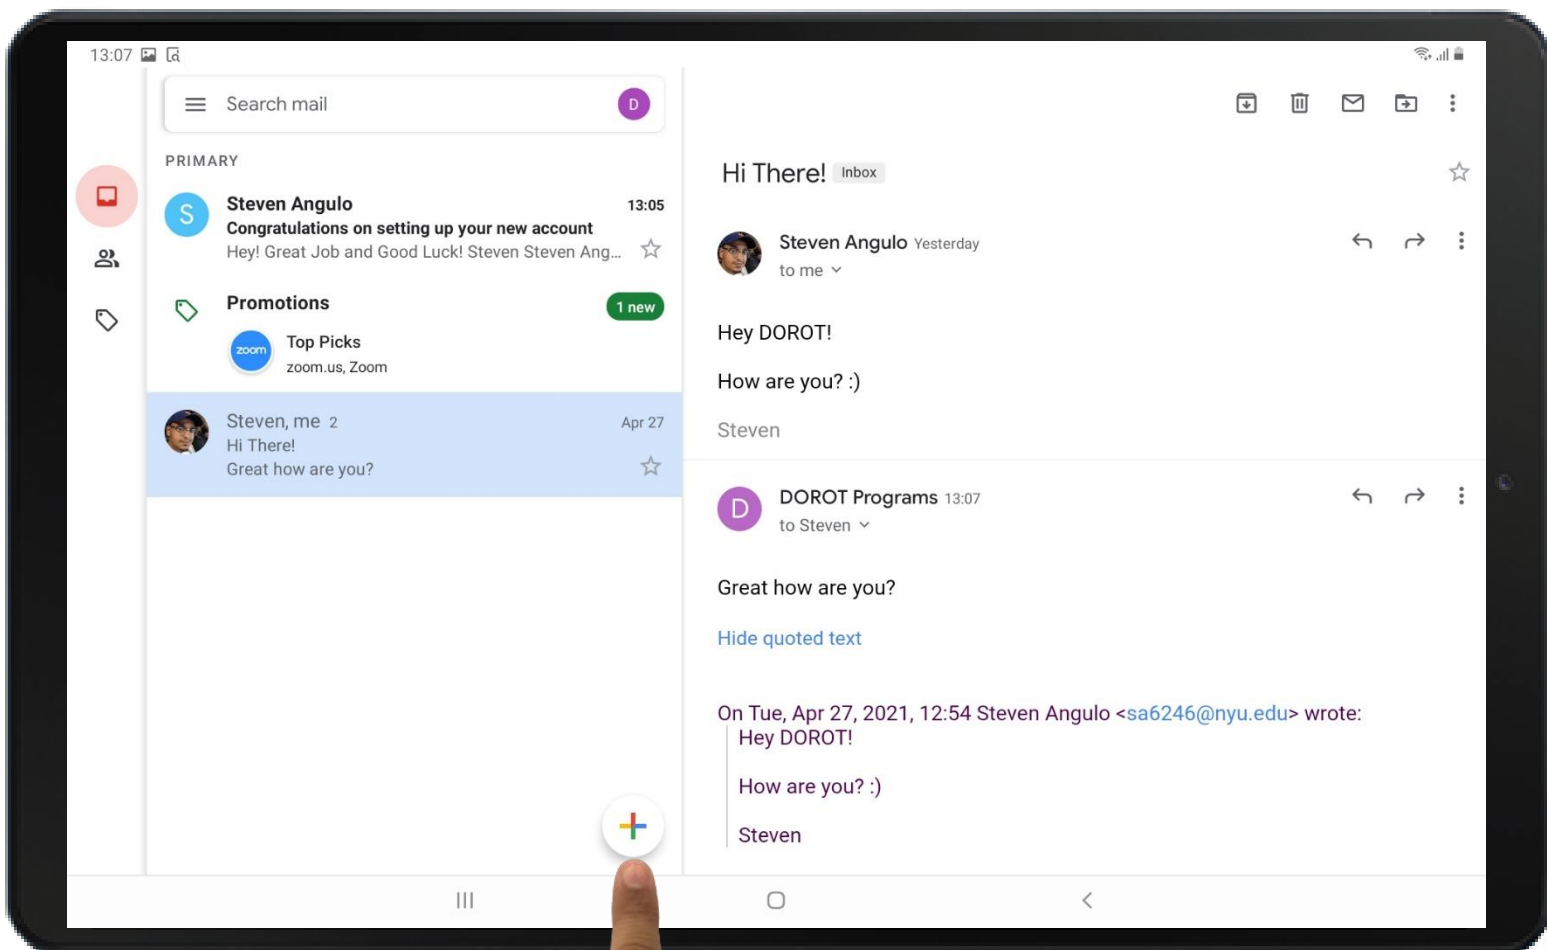 13:07
Search mail
D
PRIMARY
S
Steven Angulo
13:05
Congratulations on setting up your new account
Hey! Great Job and Good Luck! Steven Steven Ang...
Promotions
1 new
zoom
Top Picks
zoom.us, Zoom
Steven, me 2
Apr 27
Hi There!
Great how are you?
Hi There! Inbox
Steven Angulo Yesterday
to me
Hey DOROT!
How are you? :)
Steven
D
DOROT Programs 13:07
to Steven
Great how are you?
Hide quoted text
On Tue, Apr 27, 2021, 12:54 Steven Angulo <sa6246@nyu.edu> wrote:
Hey DOROT!
How are you? :)
Steven